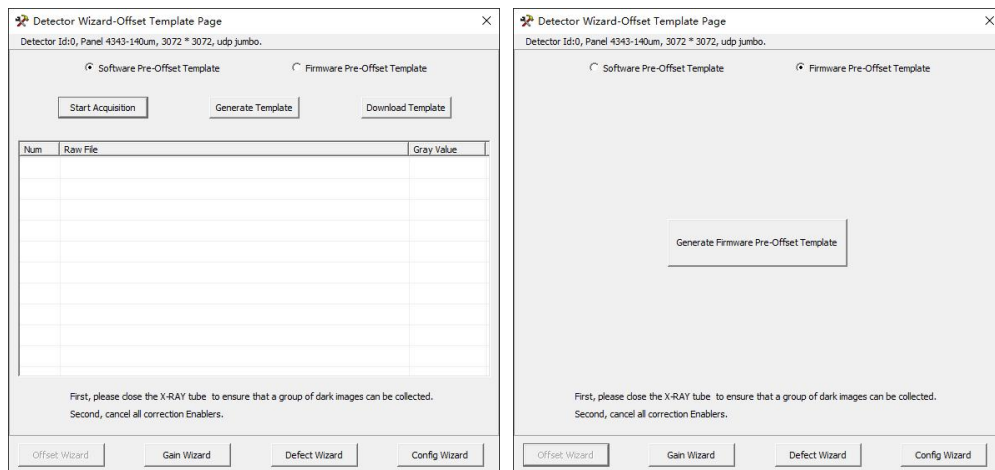 Detector Wizard-Offset Template Page
Detector Id:0, Panel 4343-140um, 3072 * 3072, udp jumbo.
Software Pre-Offset Template Firmware Pre-Offset Template
Start Acquisition Generate Template Download Template
Num Raw File Gray Value
First, please close the X-RAY tube to ensure that a group of dark images can be collected.
Second, cancel all correction Enablers.
Offset Wizard Gain Wizard Defect Wizard Config Wizard
Detector Wizard-Offset Template Page
Detector Id:0, Panel 4343-140um, 3072 * 3072, udp jumbo.
Software Pre-Offset Template Firmware Pre-Offset Template
Generate Firmware Pre-Offset Template
First, please close the X-RAY tube to ensure that a group of dark images can be collected.
Second, cancel all correction Enablers.
Offset Wizard Gain Wizard Defect Wizard Config Wizard